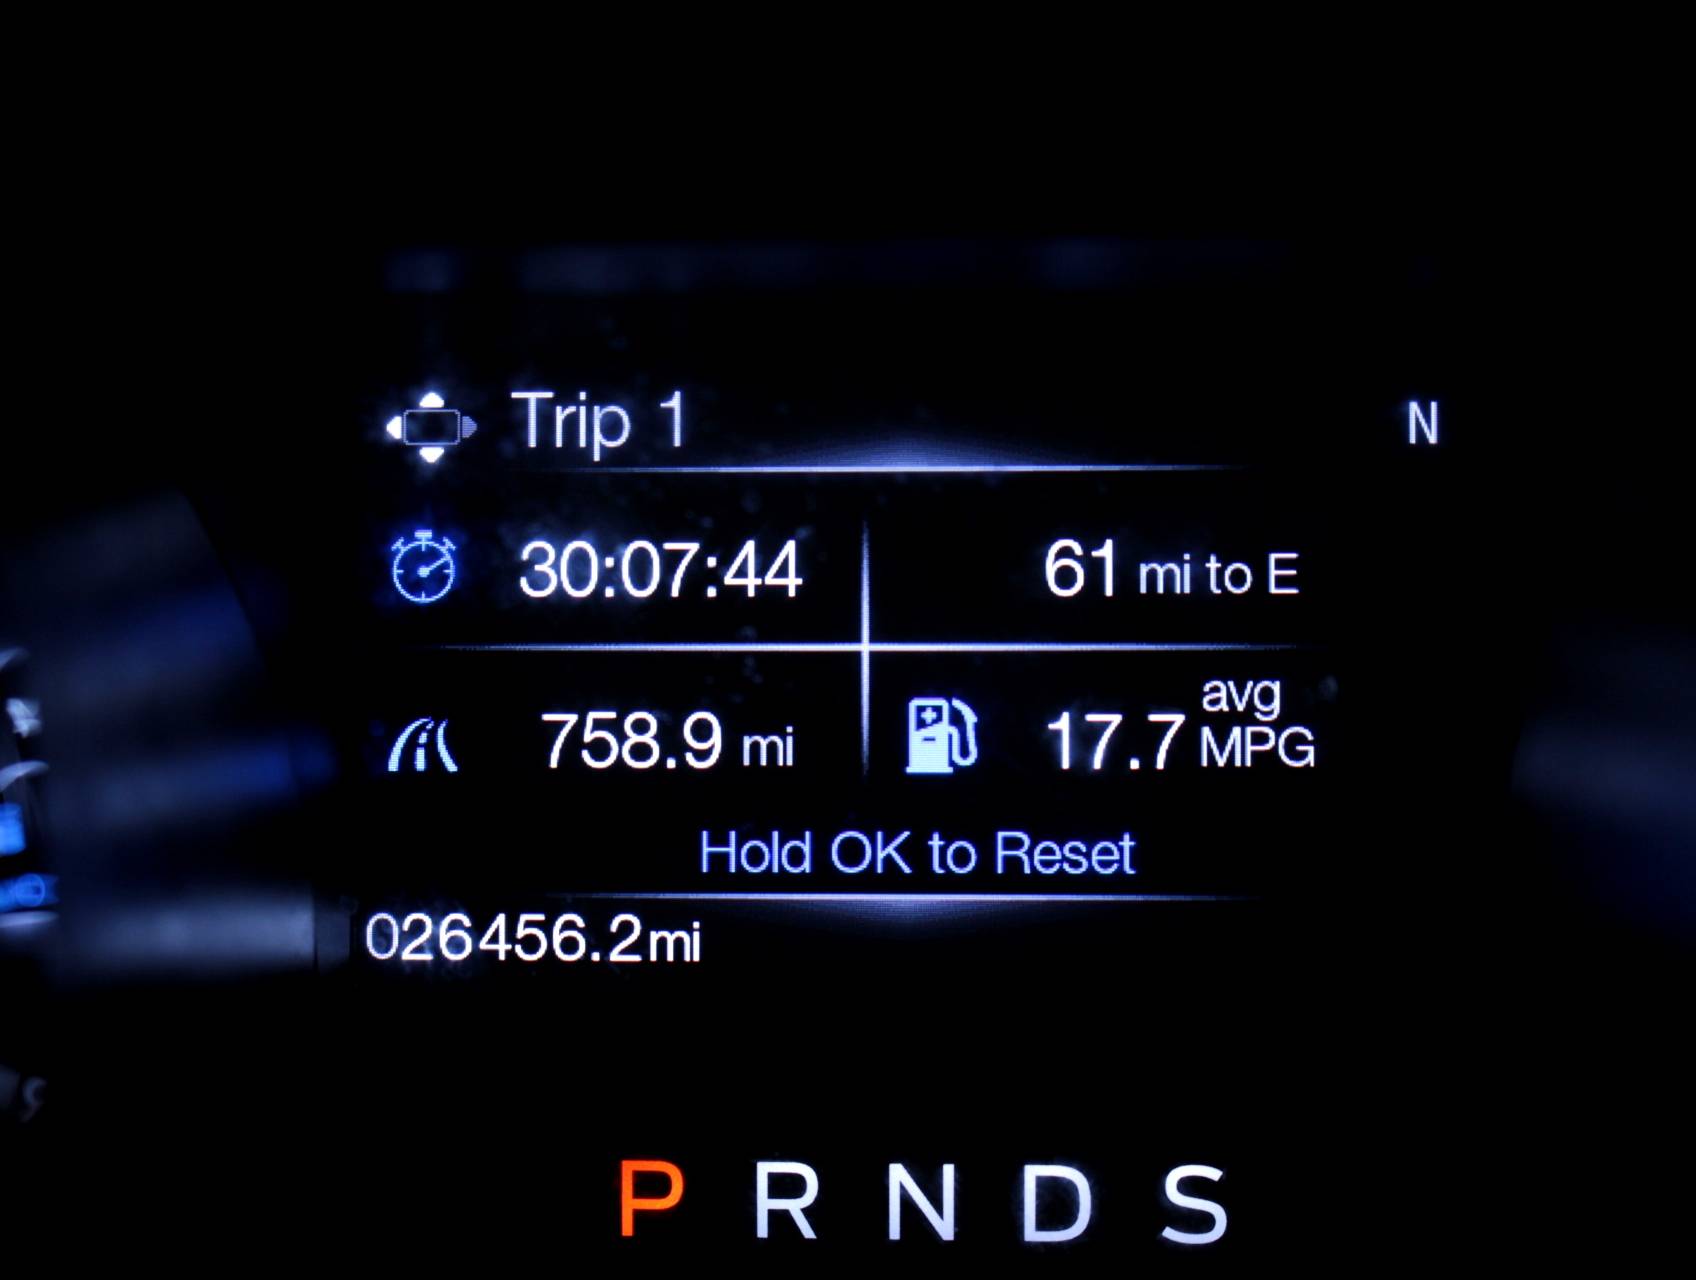 Trip 1 N
30:07:44 61 mi to E
758.9 mi 17.7 avg MPG
Hold OK to Reset
026456.2mi
P R N D S